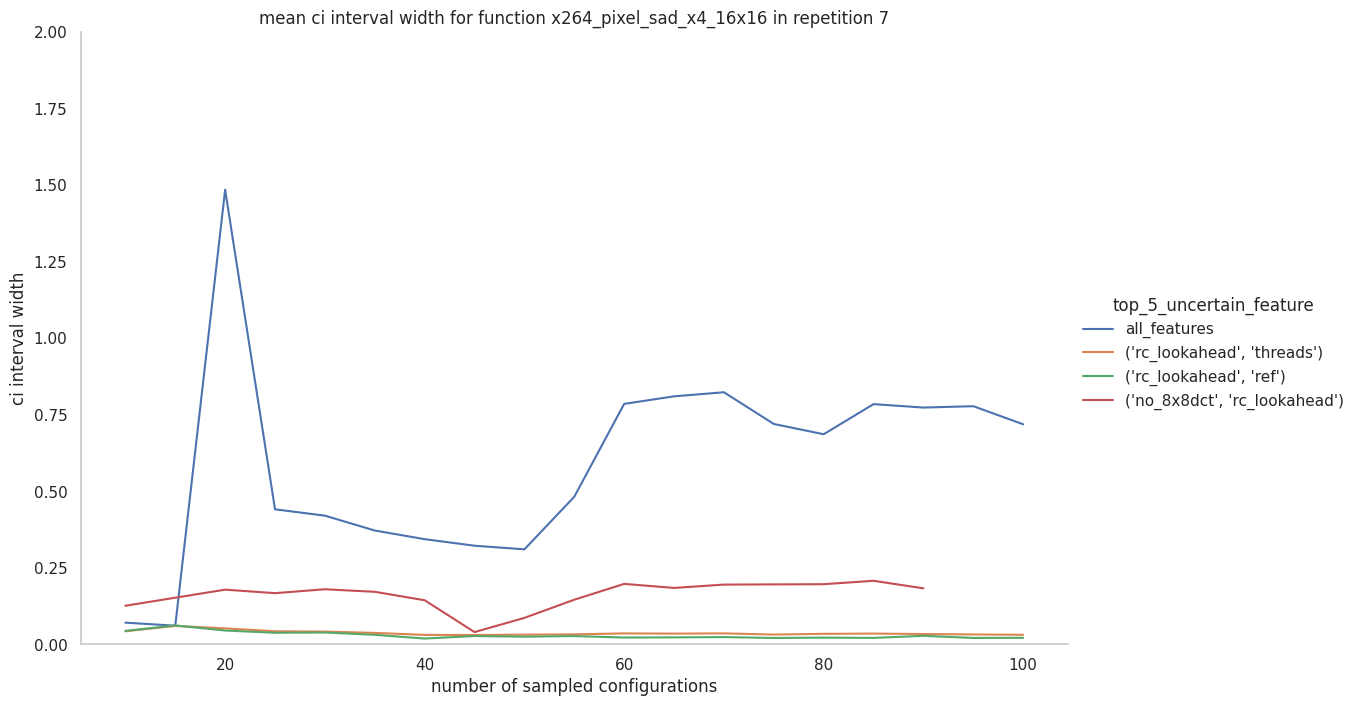 mean ci interval width for function x264_pixel_sad_x4_16x16 in repetition 7
2.00
1.75
1.50
1.25
1.00
0.75
0.50
0.25
0.00
ci interval width
20
40
60
80
100
number of sampled configurations
top_5_uncertain_feature
all_features
('rc_lookahead', 'threads')
('rc_lookahead', 'ref')
('no_8x8dct', 'rc_lookahead')